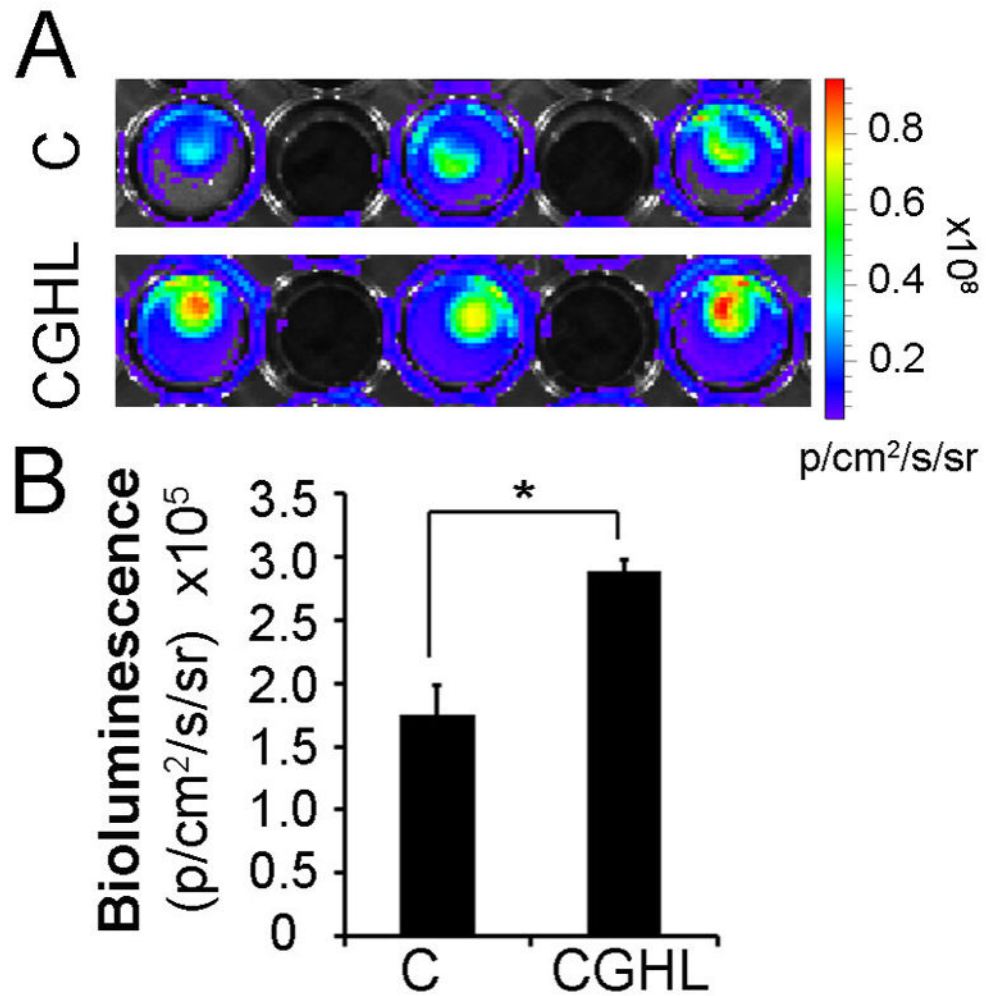 A
C
CGHL
0.8
0.6
0.4
0.2
x10⁸
p/cm²/s/sr
B
Bioluminescence
(p/cm²/s/sr) x10⁵
3.5
3.0
2.5
2.0
1.5
1.0
0.5
0
*
C
CGHL